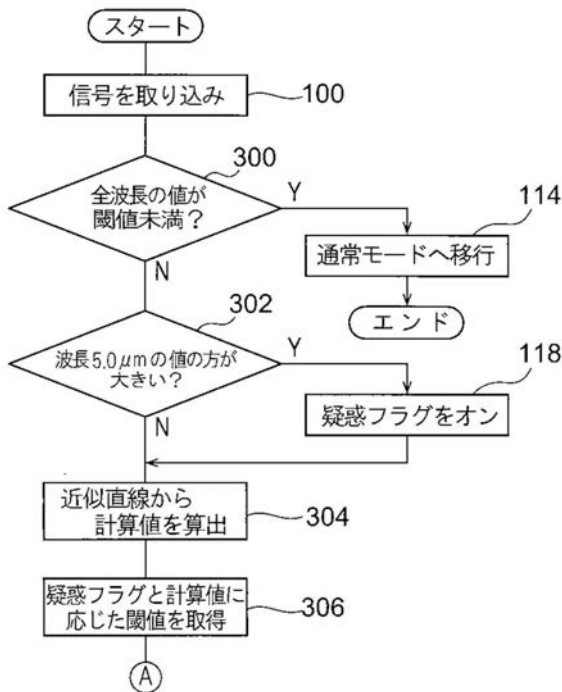 スタート
信号を取り込み
100
300
全波長の値が
閾値未満?
Y
114
通常モードへ移行
N
エンド
302
波長5.0μmの値の方が
大きい?
Y
118
疑惑フラグをオン
N
近似直線から
計算値を算出
304
疑惑フラグと計算値に
応じた閾値を取得
306
A